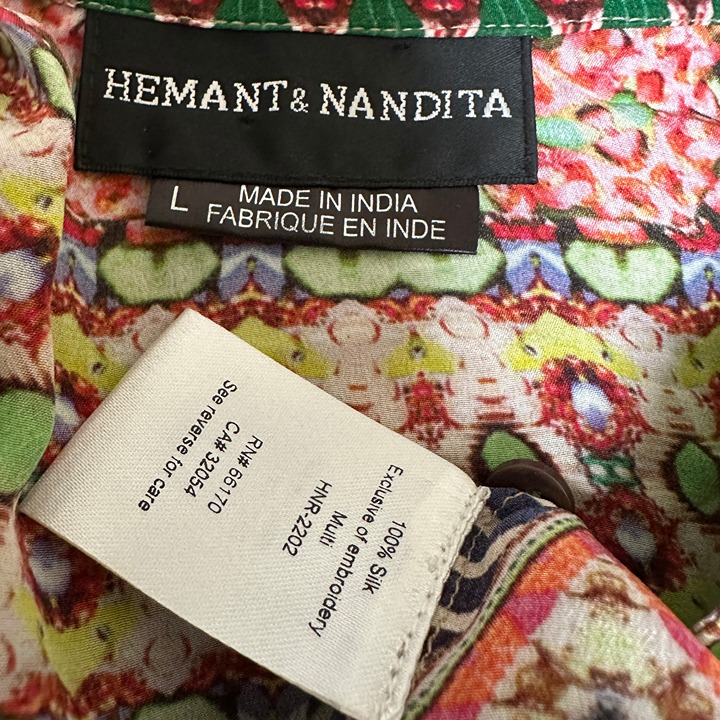 HEMANT & NANDITA
L
MADE IN INDIA
FABRIQUE EN INDE
100% Silk
Exclusive of embroidery
Multi
HNR-2202
RN# 66170
CA# 32054
See reverse for care